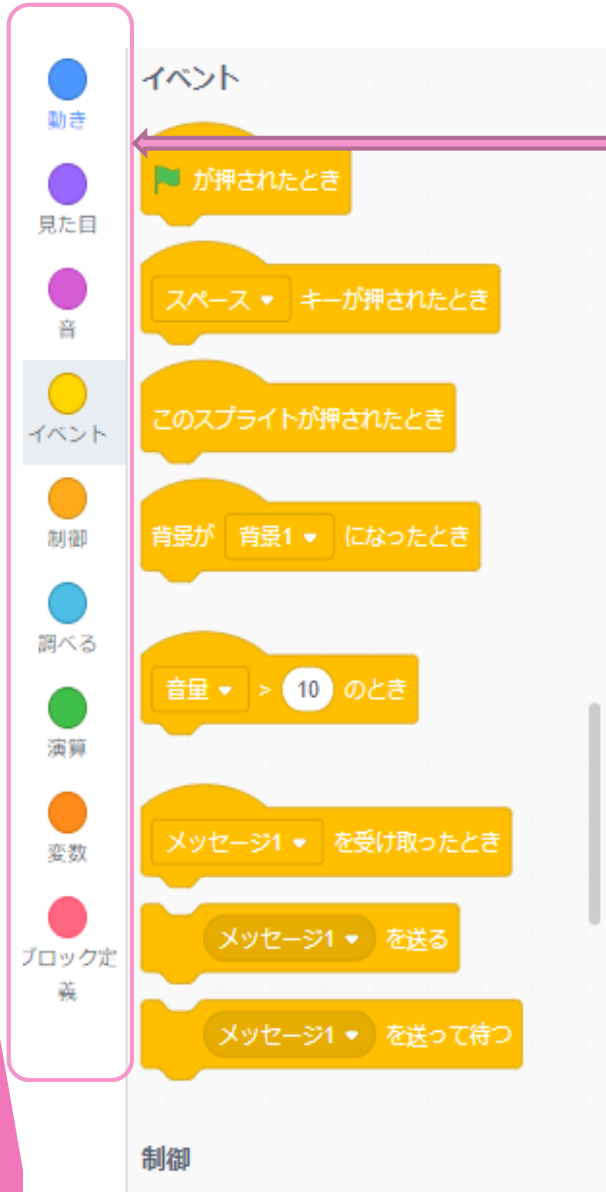 動き
見た目
音
イベント
制御
調べる
演算
変数
ブロック定
義
イベント
が押されたとき
スペース キーが押されたとき
このスプライトが押されたとき
背景が 背景1 になったとき
音量 > 10 のとき
メッセージ1 を受け取ったとき
メッセージ1 を送る
メッセージ1 を送って待つ
制御